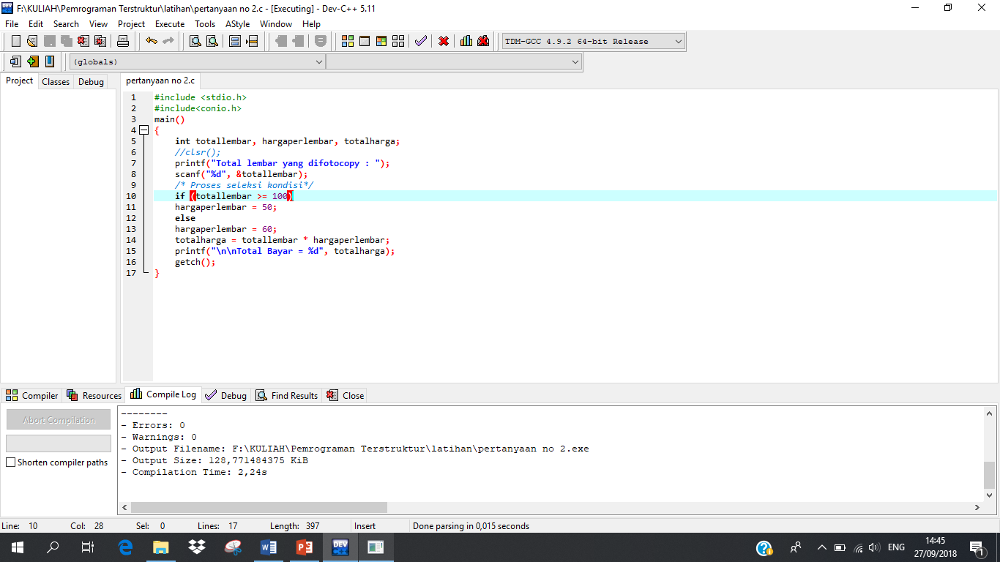 F:\KULIAH\Pemrograman Terstruktur\latihan\pertanyaan no 2.c - [Executing] - Dev-C++ 5.11
File Edit Search View Project Execute Tools AStyle Window Help
TDM-GCC 4.9.2 64-bit Release
(globals)
Project Classes Debug
pertanyaan no 2.c
1 #include <stdio.h>
2 #include<conio.h>
3 main()
4 {
5 int totallembar, hargaperlembar, totalharga;
6 //clsr();
7 printf("Total lembar yang difotocopy : ");
8 scanf("%d", &totallembar);
9 /* Proses seleksi kondisi*/
10 if (totallembar >= 100)
11 hargaperlembar = 50;
12 else
13 hargaperlembar = 60;
14 totalharga = totallembar * hargaperlembar;
15 printf("\n\nTotal Bayar = %d", totalharga);
16 getch();
17 }
Compiler Resources Compile Log Debug Find Results Close
Abort Compilation
Shorten compiler paths
--------
- Errors: 0
- Warnings: 0
- Output Filename: F:\KULIAH\Pemrograman Terstruktur\latihan\pertanyaan no 2.exe
- Output Size: 128,771484375 KiB
- Compilation Time: 2,24s
Line: 10 Col: 28 Sel: 0 Lines: 17 Length: 397 Insert Done parsing in 0,015 seconds
DEV
ENG
14:45
27/09/2018
1